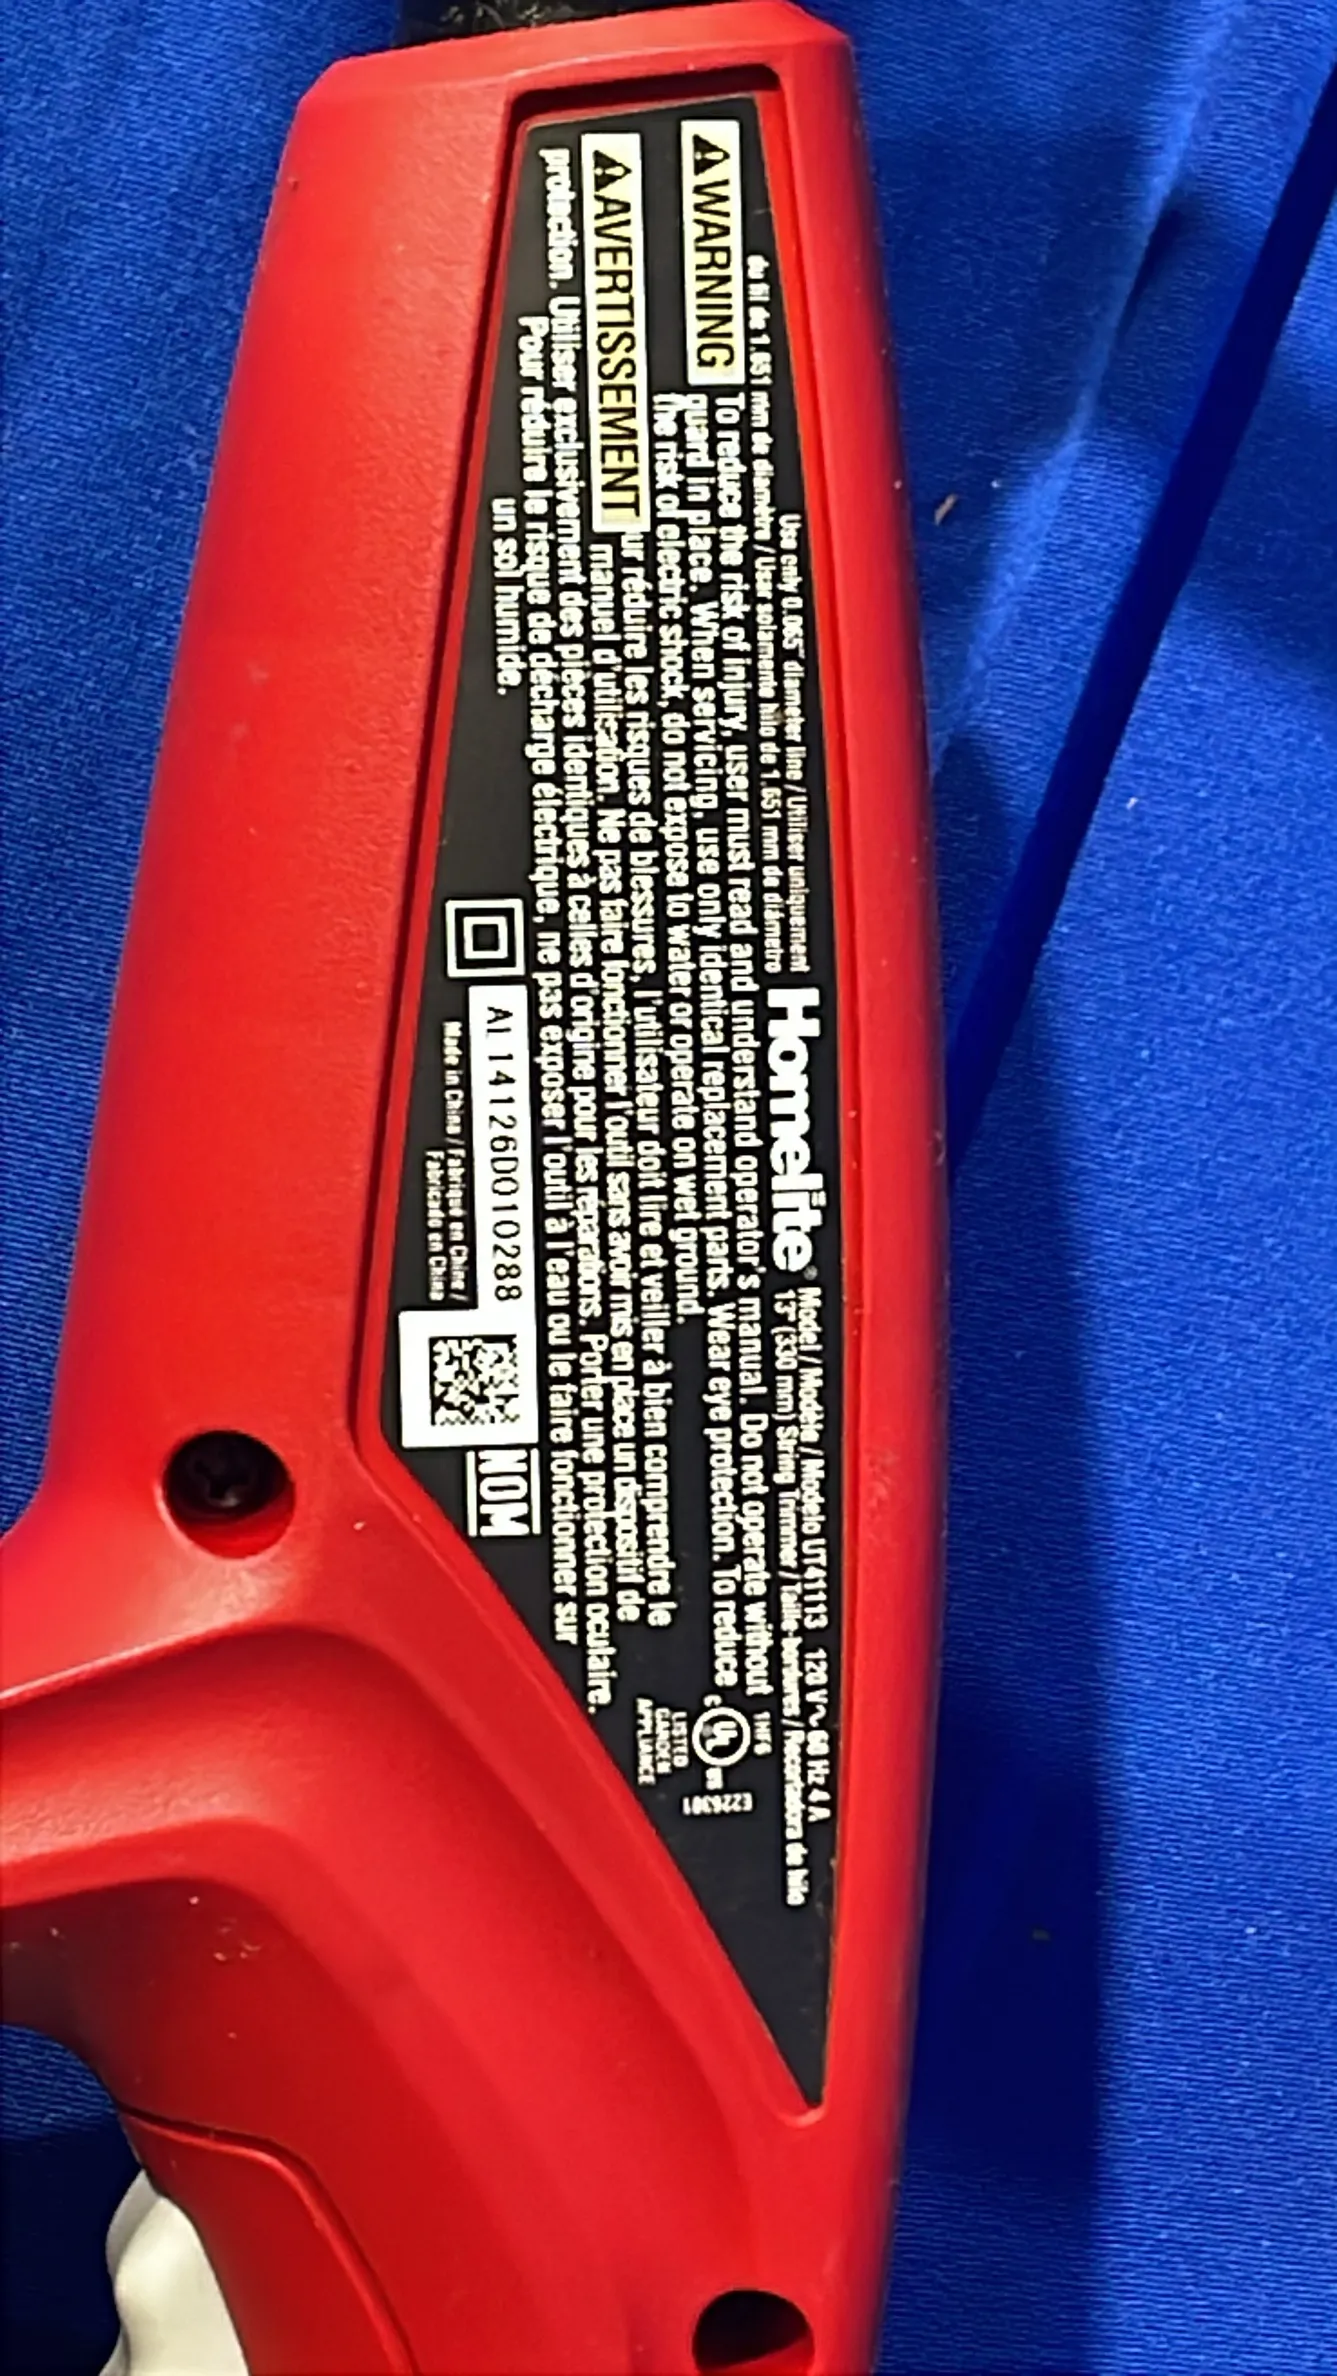 Use only 0.065" diameter line / Utiliser uniquement
du fil de 1.651 mm de diamètre / User solamente hilo de 1.651 mm de diámetro
Homelite®
Model / Modèle / Modelo UT41113 120 V~ 60 Hz 4 A
13" (330 mm) String Trimmer / Taille-bordures / Recortadora de hilo
⚠WARNING
To reduce the risk of injury, user must read and understand operator's manual. Do not operate without
guard in place. When servicing, use only identical replacement parts. Wear eye protection. To reduce
the risk of electric shock, do not expose to water or operate on wet ground.
⚠AVERTISSEMENT
ur réduire les risques de blessures, l'utilisateur doit lire et veiller à bien comprendre le
manuel d'utilisation. Ne pas faire fonctionner l'outil sans avoir mis en place un dispositif de
protection. Utiliser exclusivement des pièces identiques à celles d'origine pour les réparations. Porter une protection oculaire.
Pour réduire le risque de décharge électrique, ne pas exposer l'outil à l'eau ou le faire fonctionner sur
un sol humide.
c UL us
LISTED
GARDEN
APPLIANCE
E226301
AL14126D010288
Made in China / Fabriqué en Chine /
Fabricado en China
NOM